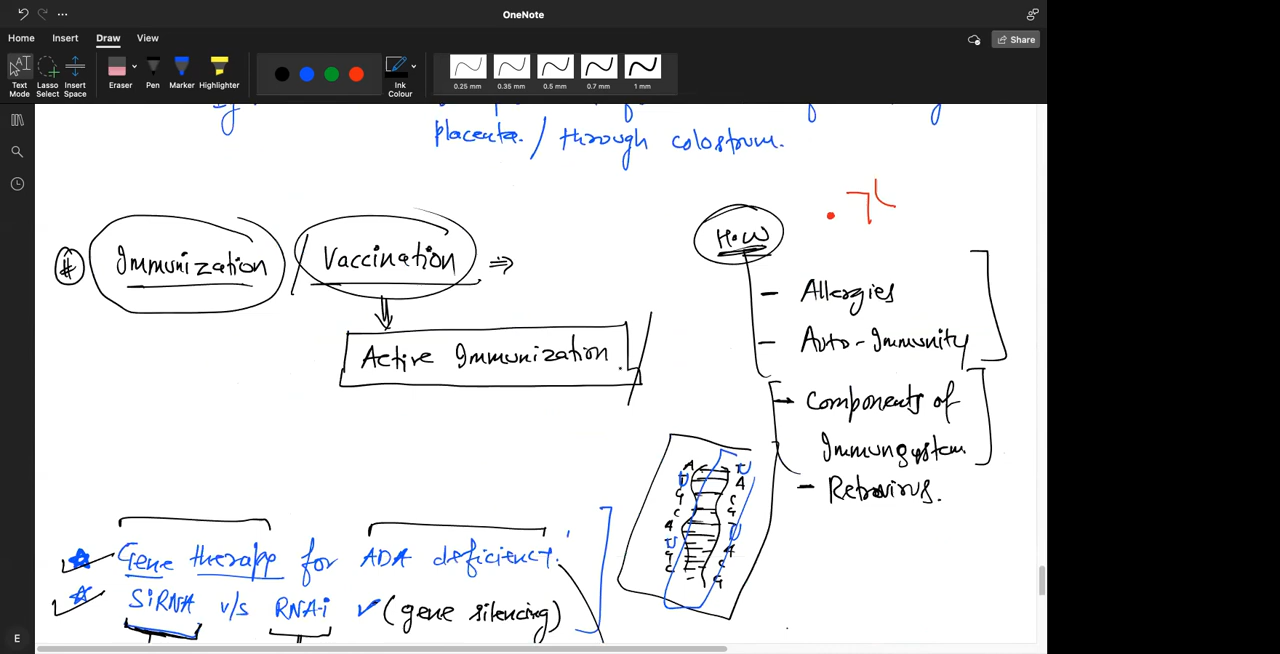 OneNote
Home Insert Draw View
Share
Text Mode
Lasso Select
Insert Space
Eraser
Pen
Marker
Highlighter
Ink Colour
0.25 mm
0.35 mm
0.5 mm
0.7 mm
1 mm
placenta. / through colostrum.
# Immunization / Vaccination ⇒
Active Immunization.
H.W
- Allergies
- Auto-Immunity
→ Components of
Immunsystem.
- Retrovirus.
Gene therapy for ADA deficiency.
SiRNA v/s RNA-i ✓ (gene silencing)
E